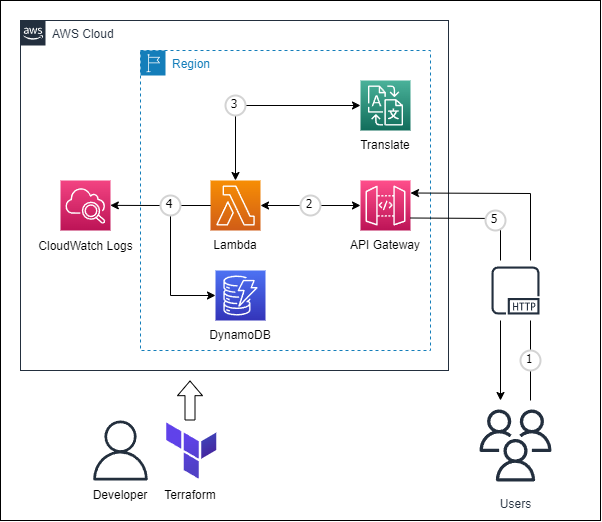 aws
AWS Cloud
Region
3
Translate
4
2
5
CloudWatch Logs
Lambda
API Gateway
HTTP
DynamoDB
1
Developer
Terraform
Users